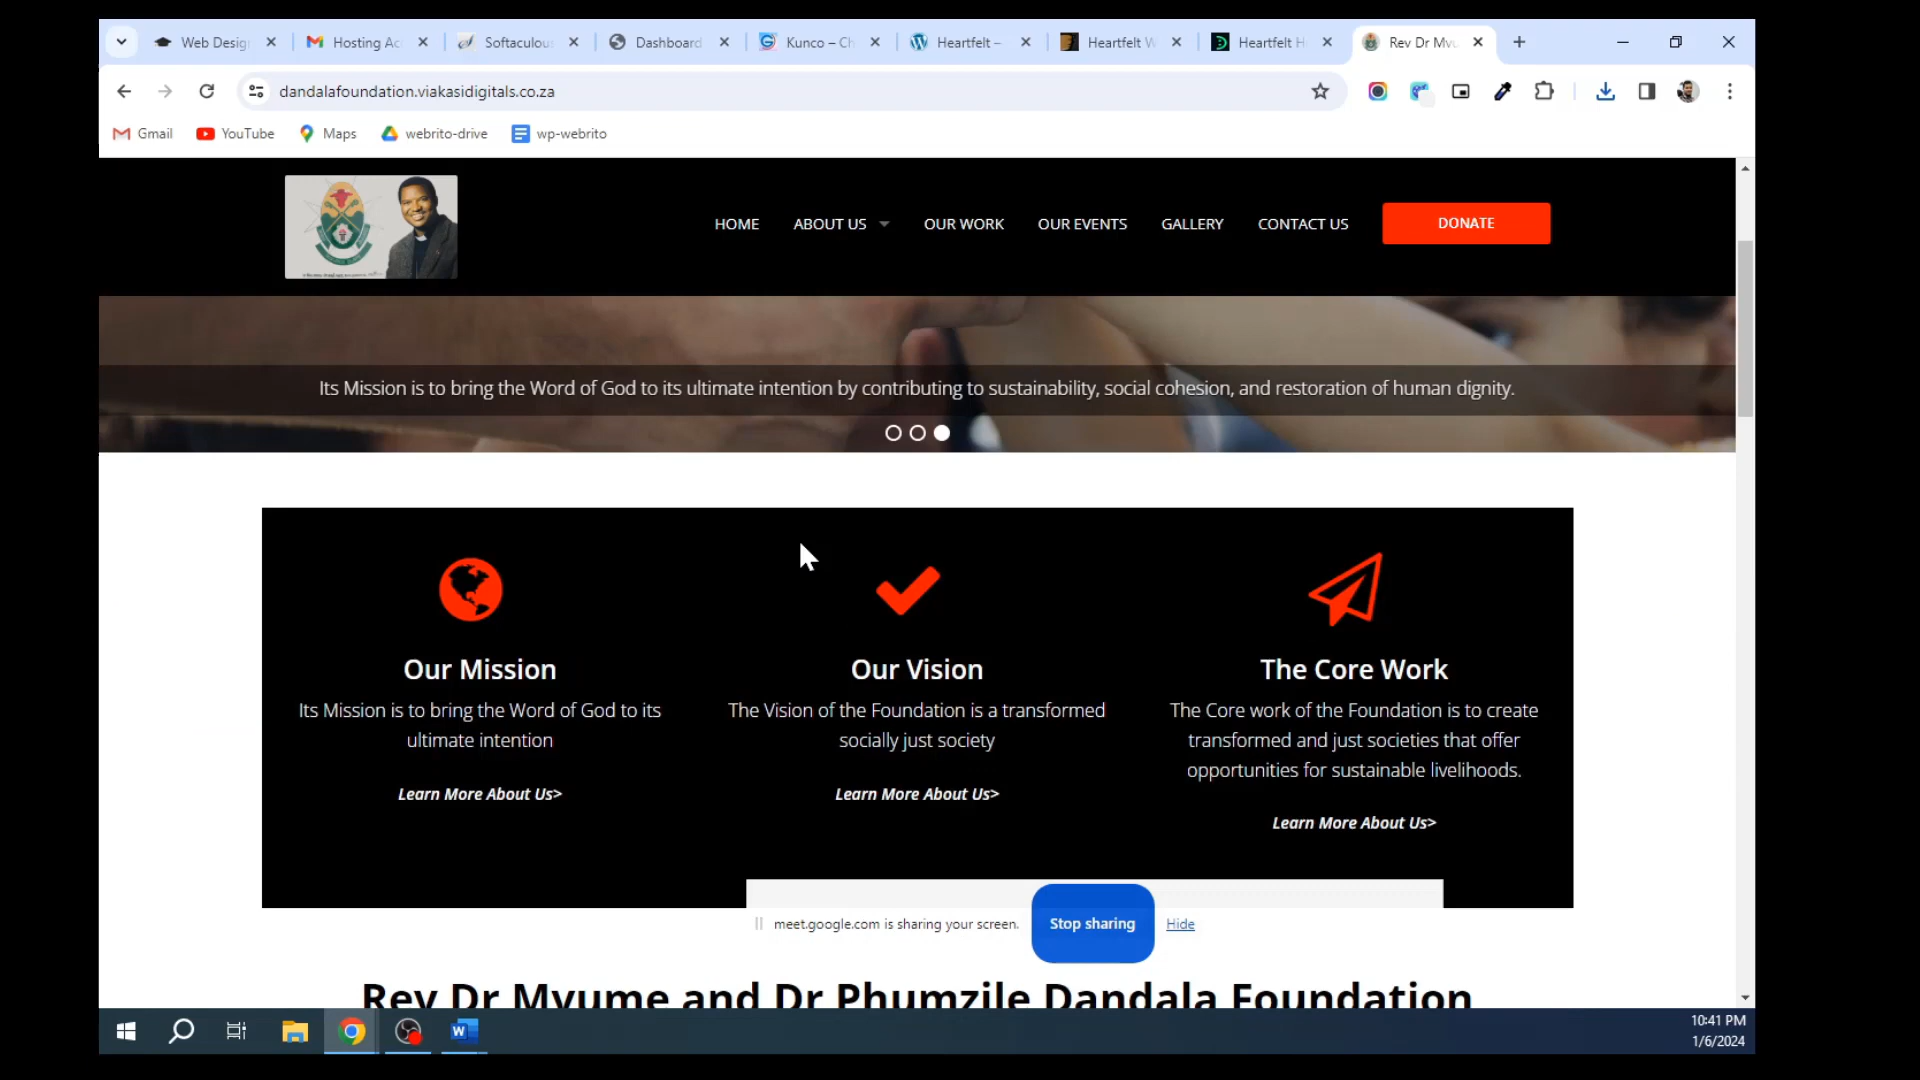 Web Desig
Hosting Ac
Softaculou
Dashboard
Kunco – Ch
Heartfelt –
Heartfelt W
Heartfelt H
Rev Dr Mvu
dandalafoundation.viakasidigitals.co.za
Gmail
YouTube
Maps
webrito-drive
wp-webrito
HOME
ABOUT US
OUR WORK
OUR EVENTS
GALLERY
CONTACT US
DONATE
Its Mission is to bring the Word of God to its ultimate intention by contributing to sustainability, social cohesion, and restoration of human dignity.
Our Mission
Its Mission is to bring the Word of God to its
ultimate intention
Learn More About Us>
Our Vision
The Vision of the Foundation is a transformed
socially just society
Learn More About Us>
The Core Work
The Core work of the Foundation is to create
transformed and just societies that offer
opportunities for sustainable livelihoods.
Learn More About Us>
meet.google.com is sharing your screen.
Stop sharing
Hide
Rev Dr Mvume and Dr Phumzile Dandala Foundation
10:41 PM
1/6/2024